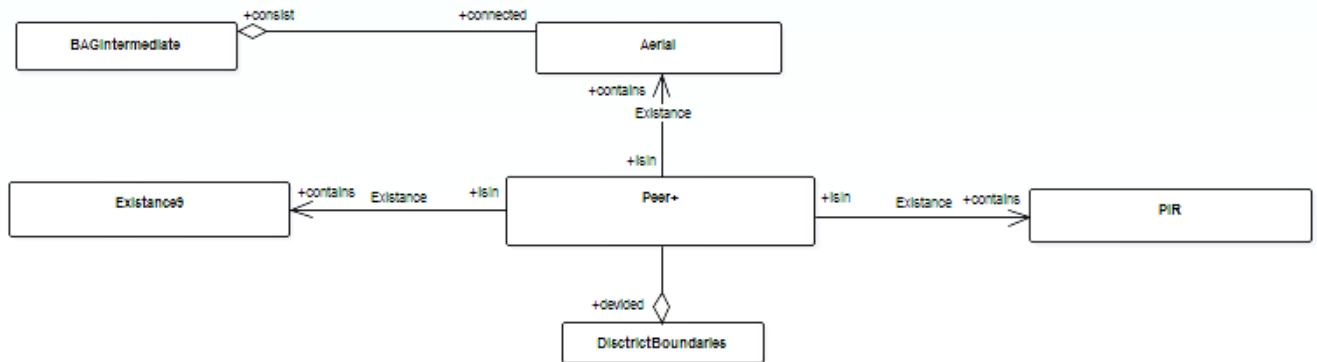 +consist
+connected
BAGIntermediate
Aerial
+contains
Existance
+isin
Existance9
+contains
Existance
+isin
Peer+
+isin
Existance
+contains
PIR
+devided
DisctrictBoundaries